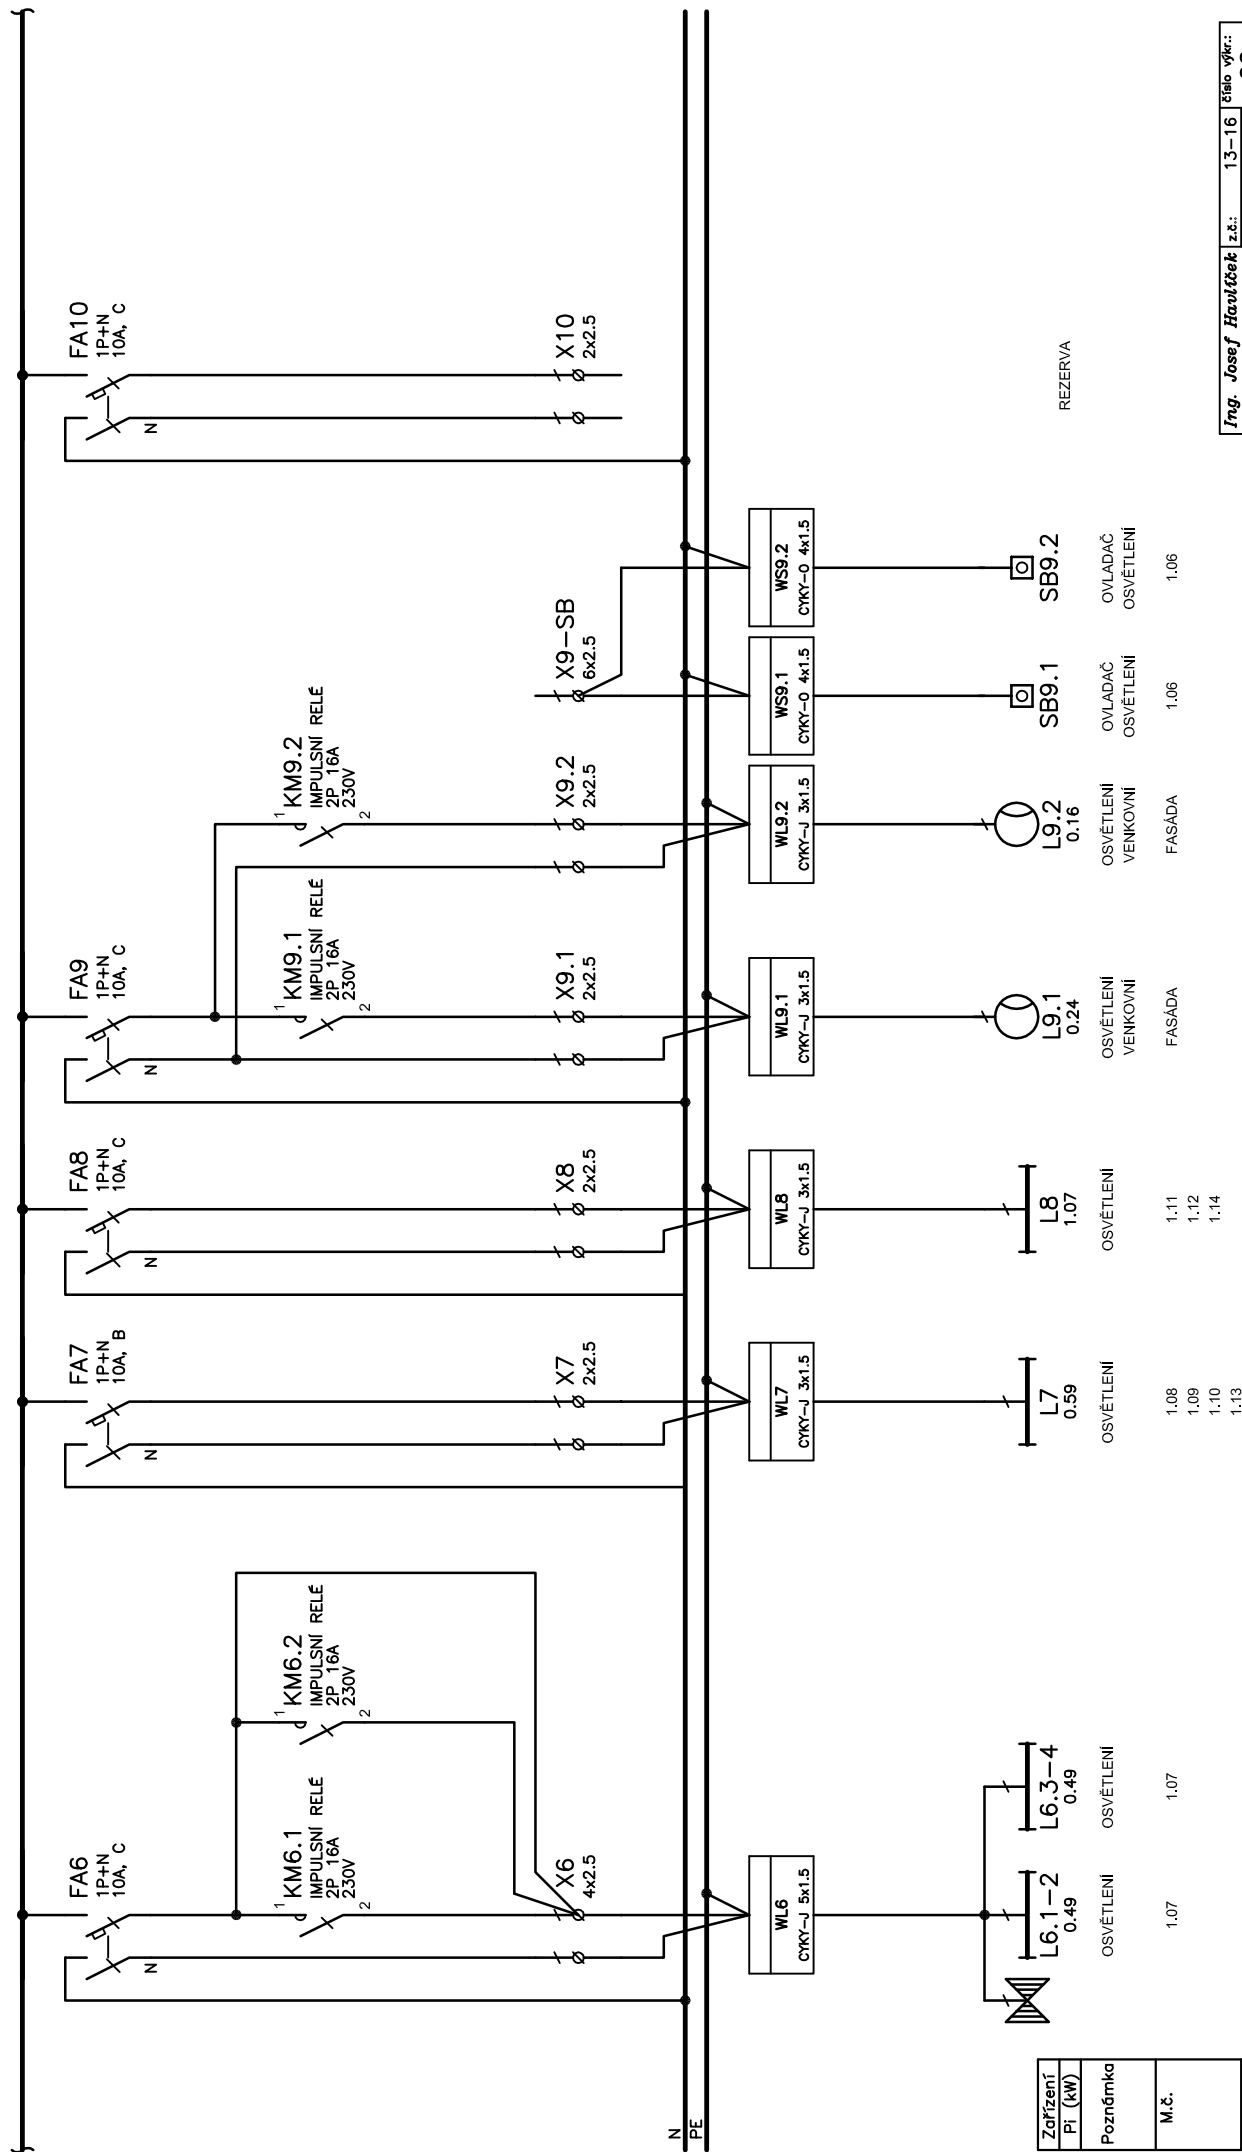 FA6
1P+N
10A, C
N
KM6.1
IMPULSNÍ RELÉ
2P 16A
230V
1
2
KM6.2
IMPULSNÍ RELÉ
2P 16A
230V
1
2
X6
4x2.5
WL6
CYKY-J 5x1.5
L6.1-2
0.49
OSVĚTLENÍ
1.07
L6.3-4
0.49
OSVĚTLENÍ
1.07
FA7
1P+N
10A, B
N
X7
2x2.5
WL7
CYKY-J 3x1.5
L7
0.59
OSVĚTLENÍ
1.08
1.09
1.10
1.13
FA8
1P+N
10A, C
N
X8
2x2.5
WL8
CYKY-J 3x1.5
L8
1.07
OSVĚTLENÍ
1.11
1.12
1.14
FA9
1P+N
10A, C
N
KM9.1
IMPULSNÍ RELÉ
2P 16A
230V
1
2
X9.1
2x2.5
WL9.1
CYKY-J 3x1.5
L9.1
0.24
OSVĚTLENÍ
VENKOVNÍ
FASÁDA
KM9.2
IMPULSNÍ RELÉ
2P 16A
230V
1
2
X9.2
2x2.5
WL9.2
CYKY-J 3x1.5
L9.2
0.16
OSVĚTLENÍ
VENKOVNÍ
FASÁDA
X9-SB
6x2.5
WS9.1
CYKY-O 4x1.5
SB9.1
OVLADAČ
OSVĚTLENÍ
1.06
WS9.2
CYKY-O 4x1.5
SB9.2
OVLADAČ
OSVĚTLENÍ
1.06
FA10
1P+N
10A, C
N
X10
2x2.5
REZERVA
N
PE
Zařízení
Pi (kW)
Poznámka
M.č.
Ing. Josef Havlíček
z.č.: 13-16
číslo výkr.: